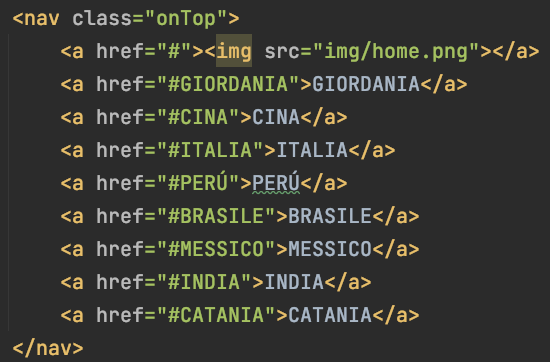 <nav class="onTop">
<a href="#"><img src="img/home.png"></a>
<a href="#GIORDANIA">GIORDANIA</a>
<a href="#CINA">CINA</a>
<a href="#ITALIA">ITALIA</a>
<a href="#PERÚ">PERÚ</a>
<a href="#BRASILE">BRASILE</a>
<a href="#MESSICO">MESSICO</a>
<a href="#INDIA">INDIA</a>
<a href="#CATANIA">CATANIA</a>
</nav>